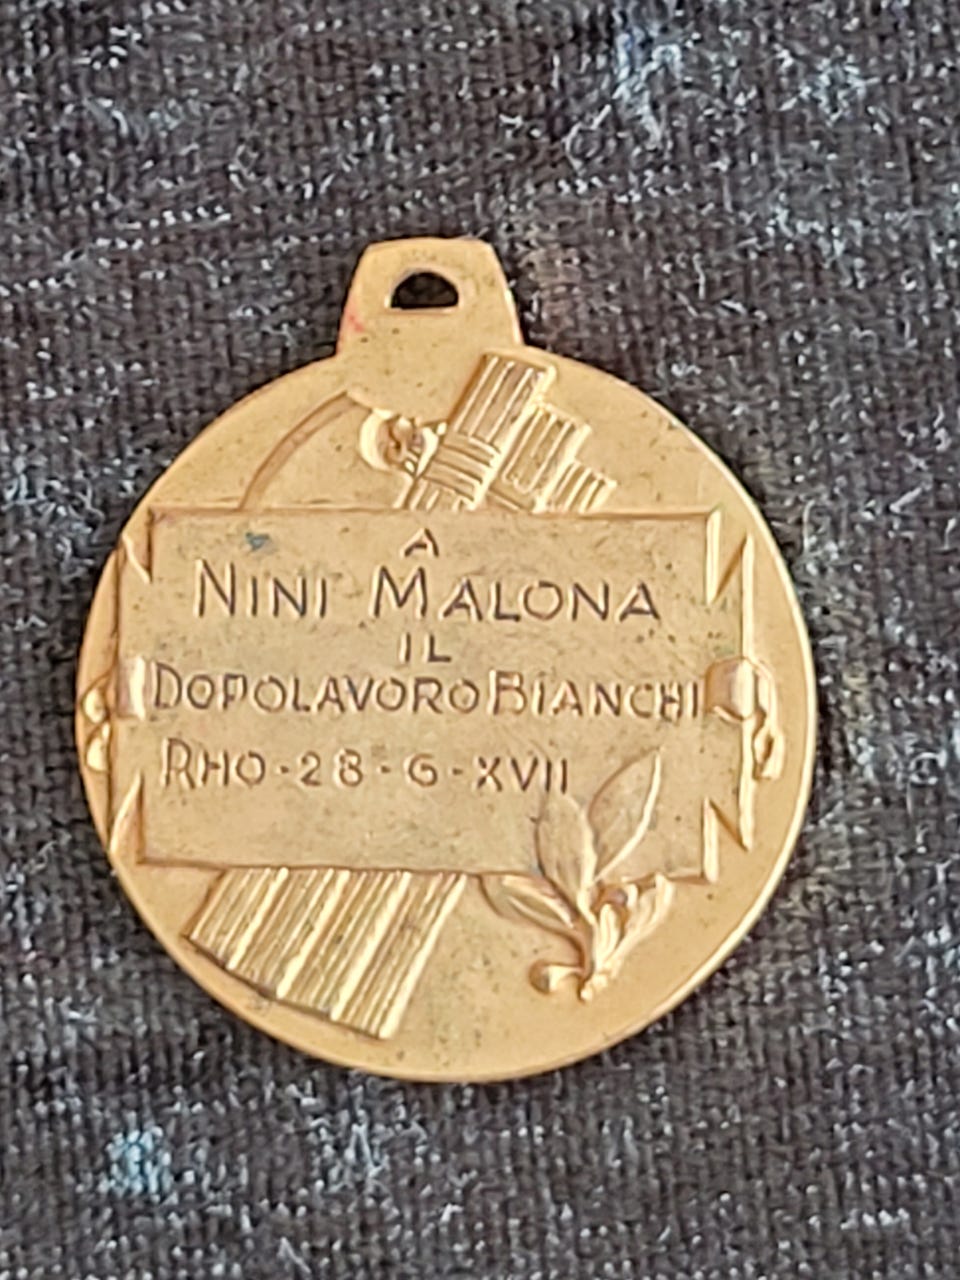 A
NINI MALONA
IL
DOPOLAVORO BIANCHI
RHO-28-6-XVII